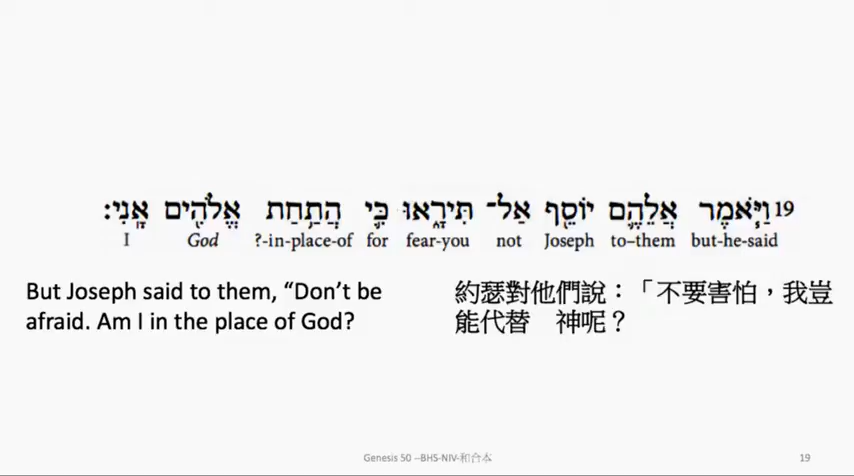 19 וַיֹּ֧אמֶר אֲלֵהֶ֛ם יוֹסֵ֖ף אַל־ תִּירָ֑אוּ כִּ֛י הֲתַ֥חַת אֱלֹהִ֖ים אָֽנִי׃
I God ?-in-place-of for fear-you not Joseph to–them but-he-said
But Joseph said to them, “Don’t be
afraid. Am I in the place of God?
約瑟對他們說：「不要害怕，我豈
能代替　神呢？
Genesis 50 --BHS-NIV-和合本
19